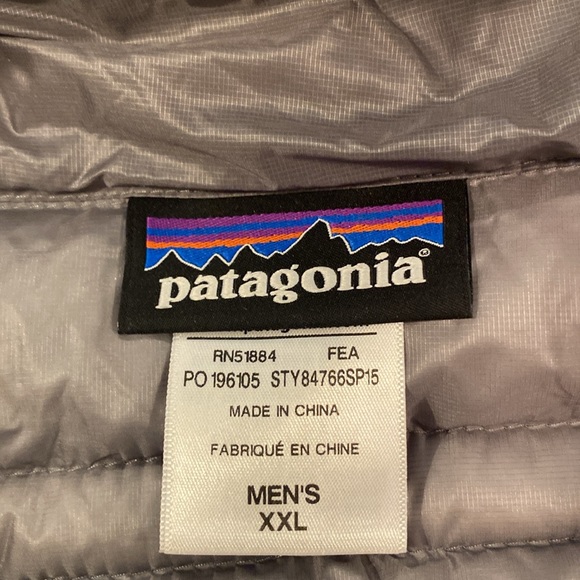 patagonia®
RN51884 FEA
PO 196105 STY84766SP15
MADE IN CHINA
FABRIQUÉ EN CHINE
MEN'S
XXL